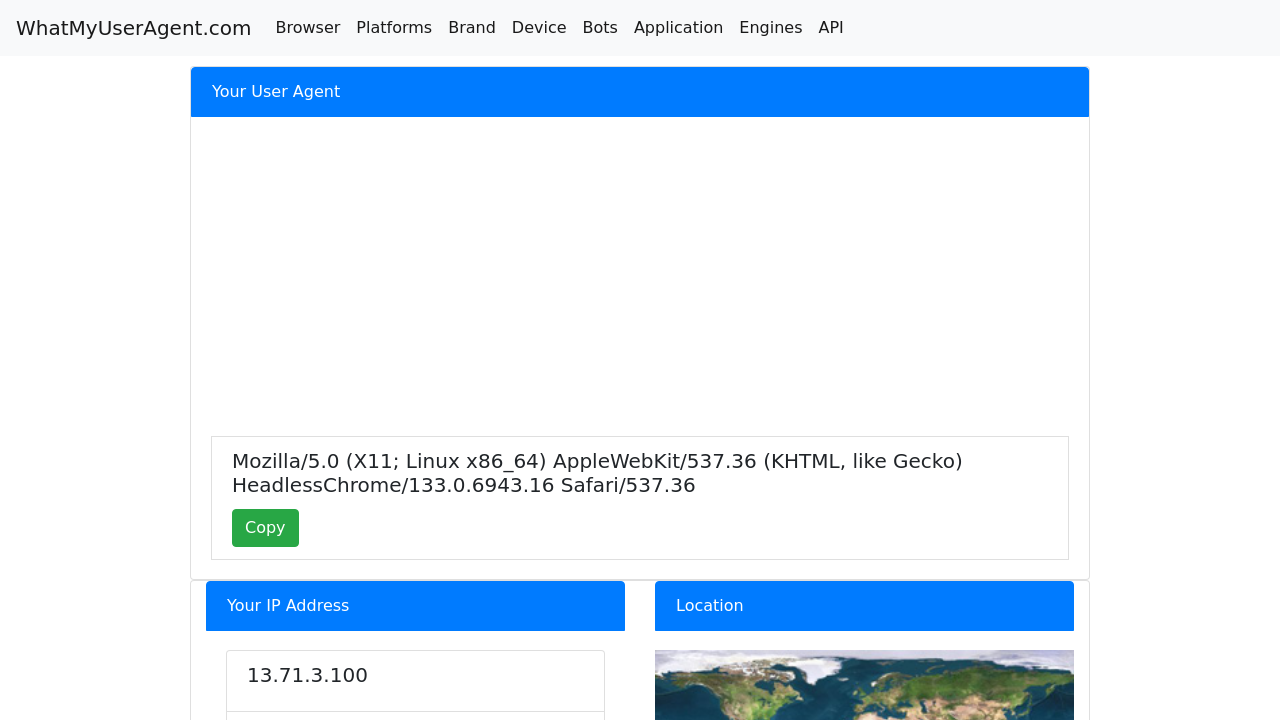 WhatMyUserAgent.com Browser Platforms Brand Device Bots Application Engines API
Your User Agent
Mozilla/5.0 (X11; Linux x86_64) AppleWebKit/537.36 (KHTML, like Gecko)
HeadlessChrome/133.0.6943.16 Safari/537.36
Copy
Your IP Address
13.71.3.100
Location